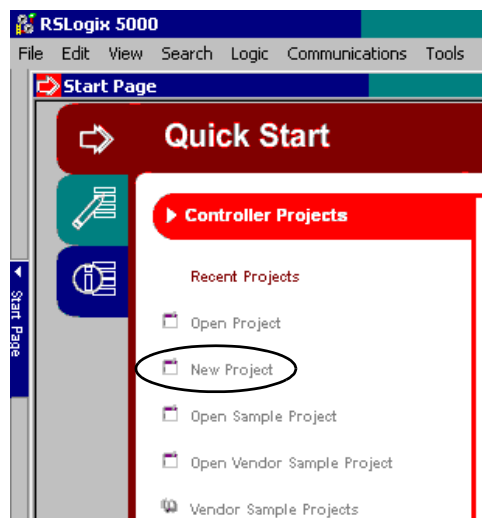 RSLogix 5000
File Edit View Search Logic Communications Tools
Start Page
Quick Start
Controller Projects
Recent Projects
Open Project
New Project
Open Sample Project
Open Vendor Sample Project
Vendor Sample Projects
Start Page